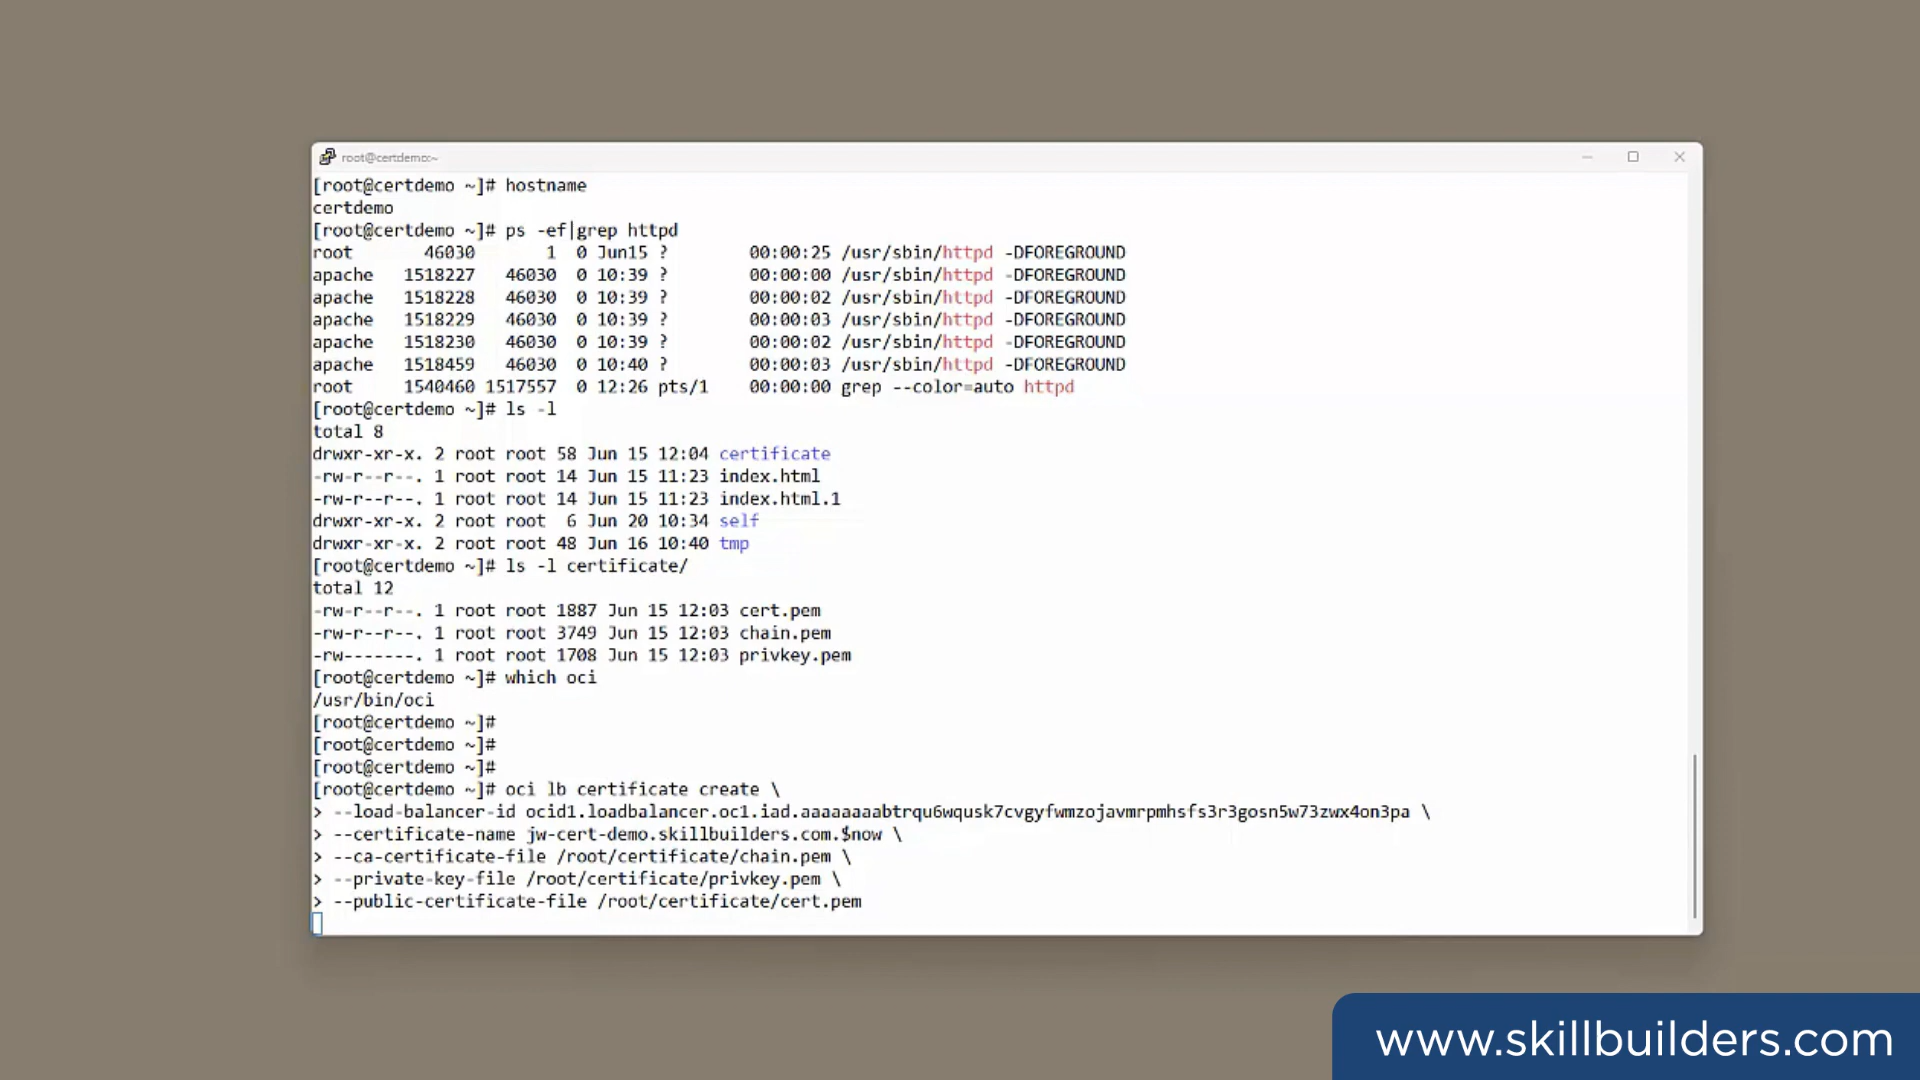 root@certdemo:~
[root@certdemo ~]# hostname
certdemo
[root@certdemo ~]# ps -ef|grep httpd
root       46030       1  0 Jun15 ?        00:00:25 /usr/sbin/httpd -DFOREGROUND
apache   1518227   46030  0 10:39 ?        00:00:00 /usr/sbin/httpd -DFOREGROUND
apache   1518228   46030  0 10:39 ?        00:00:02 /usr/sbin/httpd -DFOREGROUND
apache   1518229   46030  0 10:39 ?        00:00:03 /usr/sbin/httpd -DFOREGROUND
apache   1518230   46030  0 10:39 ?        00:00:02 /usr/sbin/httpd -DFOREGROUND
apache   1518459   46030  0 10:40 ?        00:00:03 /usr/sbin/httpd -DFOREGROUND
root     1540460 1517557  0 12:26 pts/1    00:00:00 grep --color=auto httpd
[root@certdemo ~]# ls -l
total 8
drwxr-xr-x. 2 root root 58 Jun 15 12:04 certificate
-rw-r--r--. 1 root root 14 Jun 15 11:23 index.html
-rw-r--r--. 1 root root 14 Jun 15 11:23 index.html.1
drwxr-xr-x. 2 root root  6 Jun 20 10:34 self
drwxr-xr-x. 2 root root 48 Jun 16 10:40 tmp
[root@certdemo ~]# ls -l certificate/
total 12
-rw-r--r--. 1 root root 1887 Jun 15 12:03 cert.pem
-rw-r--r--. 1 root root 3749 Jun 15 12:03 chain.pem
-rw-------. 1 root root 1708 Jun 15 12:03 privkey.pem
[root@certdemo ~]# which oci
/usr/bin/oci
[root@certdemo ~]#
[root@certdemo ~]#
[root@certdemo ~]#
[root@certdemo ~]# oci lb certificate create \
> --load-balancer-id ocid1.loadbalancer.oc1.iad.aaaaaaaabtrqu6wqusk7cvgyfwmzojavmrpmhsfs3r3gosn5w73zwx4on3pa \
> --certificate-name jw-cert-demo.skillbuilders.com.$now \
> --ca-certificate-file /root/certificate/chain.pem \
> --private-key-file /root/certificate/privkey.pem \
> --public-certificate-file /root/certificate/cert.pem
www.skillbuilders.com